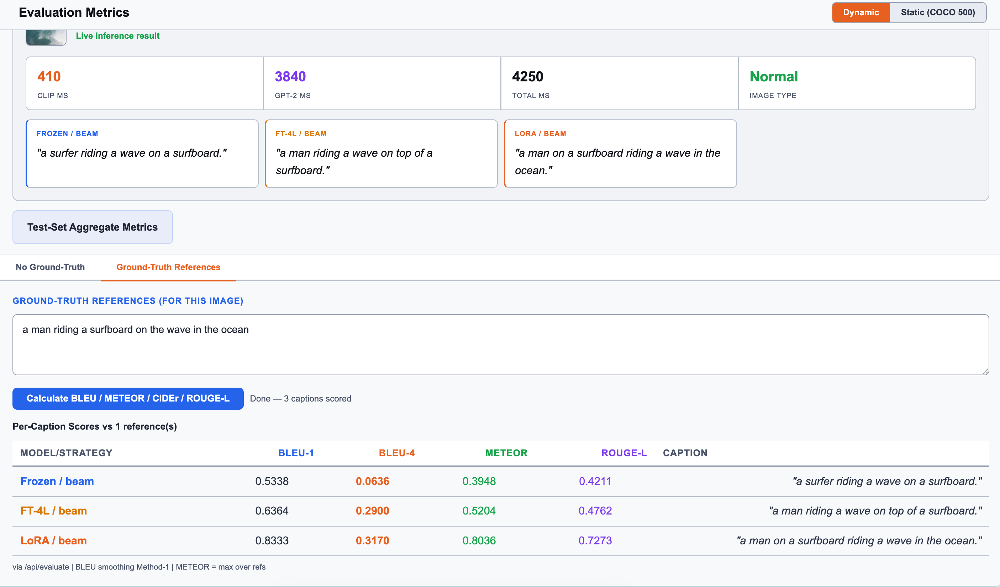 Evaluation Metrics
Dynamic
Static (COCO 500)
Live inference result
410
CLIP MS
3840
GPT-2 MS
4250
TOTAL MS
Normal
IMAGE TYPE
FROZEN / BEAM
"a surfer riding a wave on a surfboard."
FT-4L / BEAM
"a man riding a wave on top of a
surfboard."
LORA / BEAM
"a man on a surfboard riding a wave in the
ocean."
Test-Set Aggregate Metrics
No Ground-Truth
Ground-Truth References
GROUND-TRUTH REFERENCES (FOR THIS IMAGE)
a man riding a surfboard on the wave in the ocean
Calculate BLEU / METEOR / CIDEr / ROUGE-L
Done — 3 captions scored
Per-Caption Scores vs 1 reference(s)
MODEL/STRATEGY BLEU-1 BLEU-4 METEOR ROUGE-L CAPTION
Frozen / beam 0.5338 0.0636 0.3948 0.4211 "a surfer riding a wave on a surfboard."
FT-4L / beam 0.6364 0.2900 0.5204 0.4762 "a man riding a wave on top of a surfboard."
LoRA / beam 0.8333 0.3170 0.8036 0.7273 "a man on a surfboard riding a wave in the ocean."
via /api/evaluate | BLEU smoothing Method-1 | METEOR = max over refs